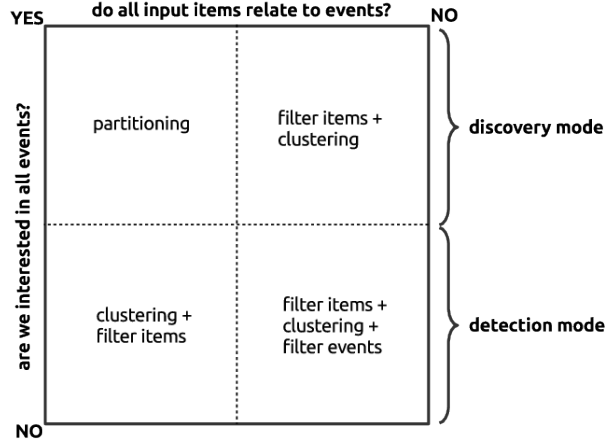 do all input items relate to events?
YES
NO
are we interested in all events?
partitioning
filter items +
clustering
discovery mode
clustering +
filter items
filter items +
clustering +
filter events
detection mode
NO